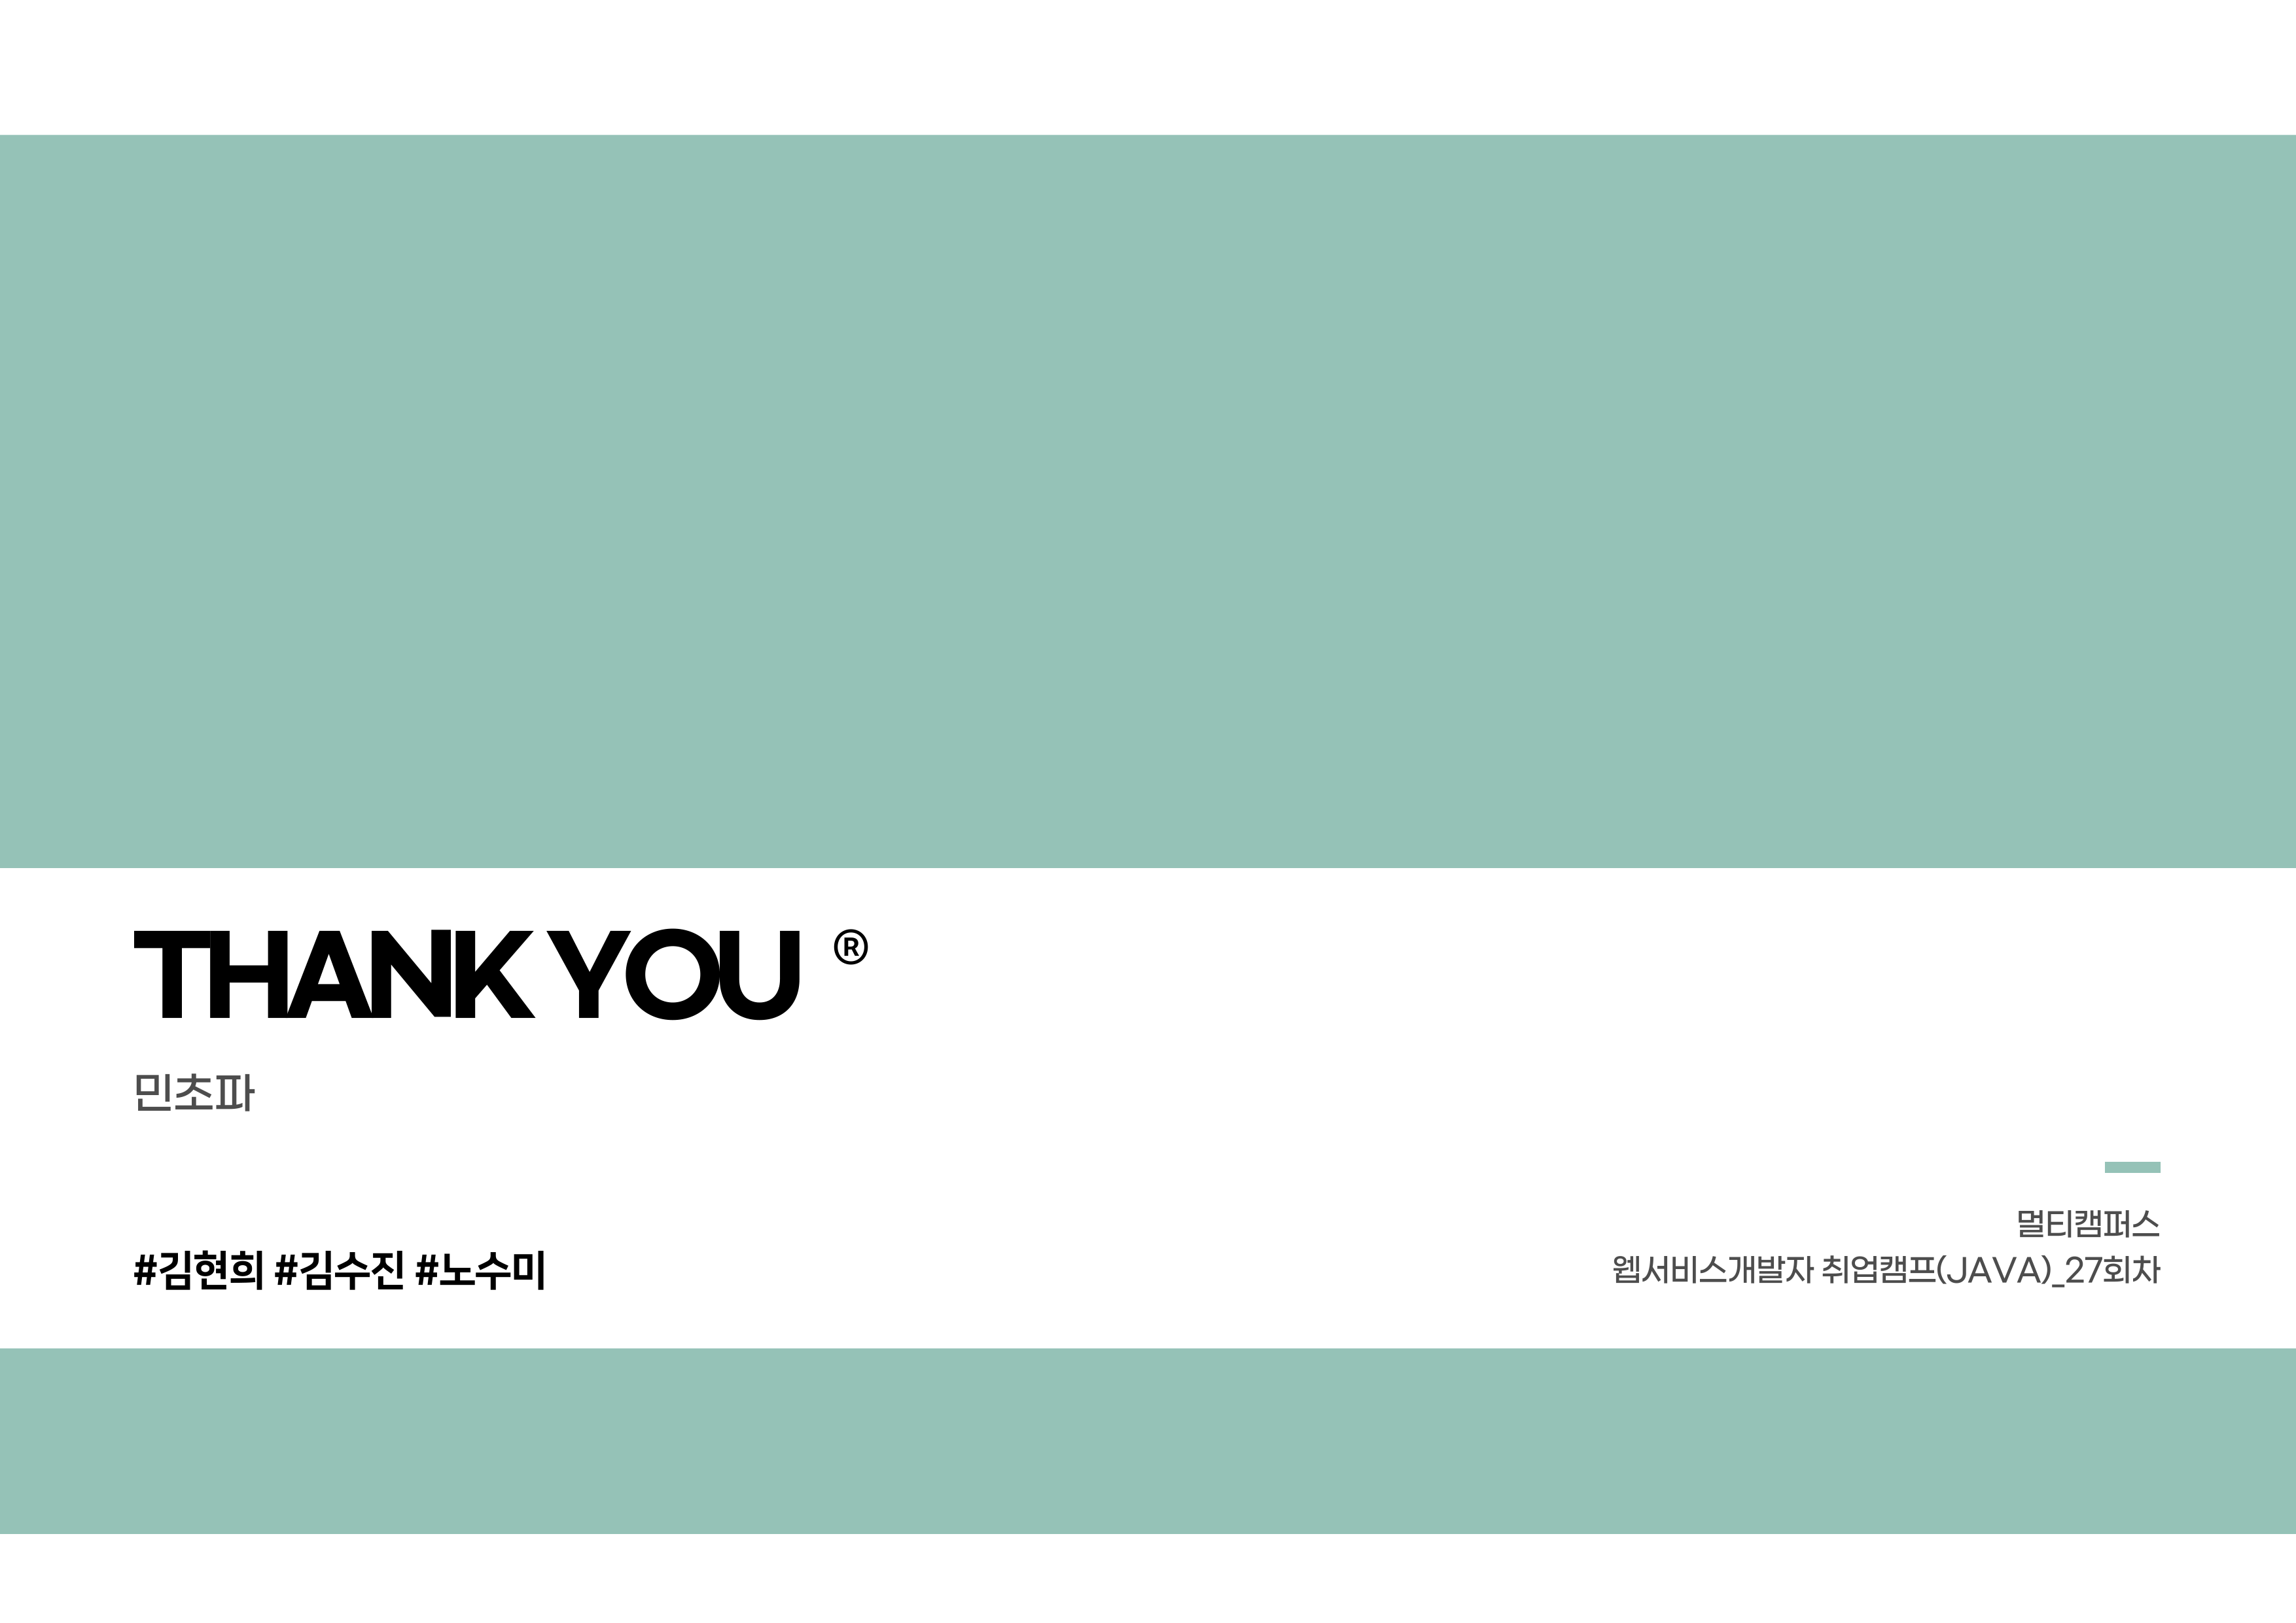 THANK YOU ®
민초파
#김현희 #김수진 #노수미
멀티캠퍼스
웹서비스개발자 취업캠프(JAVA)_27회차